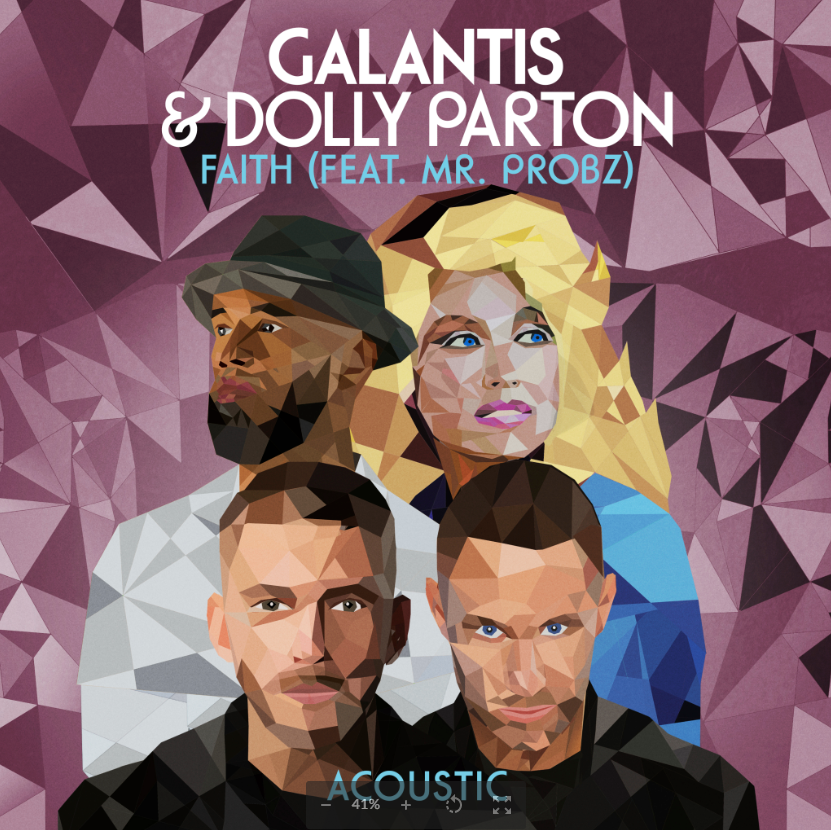 GALANTIS
& DOLLY PARTON
FAITH (FEAT. MR. PROBZ)
ACOUSTIC
− 41% +